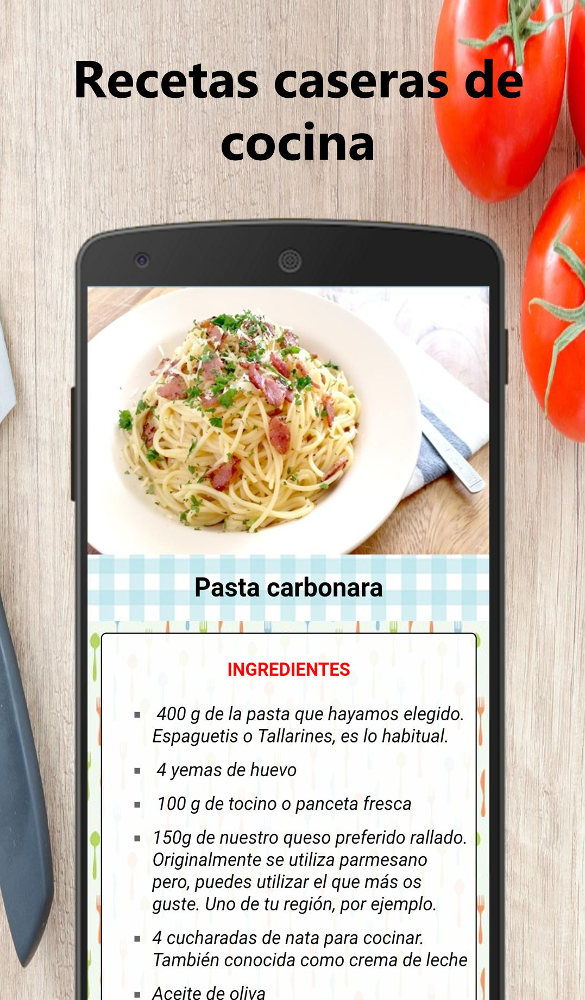 Recetas caseras de
cocina
Pasta carbonara
INGREDIENTES
400 g de la pasta que hayamos elegido.
Espaguetis o Tallarines, es lo habitual.
4 yemas de huevo
100 g de tocino o panceta fresca
150g de nuestro queso preferido rallado.
Originalmente se utiliza parmesano
pero, puedes utilizar el que más os
guste. Uno de tu región, por ejemplo.
4 cucharadas de nata para cocinar.
También conocida como crema de leche
Aceite de oliva